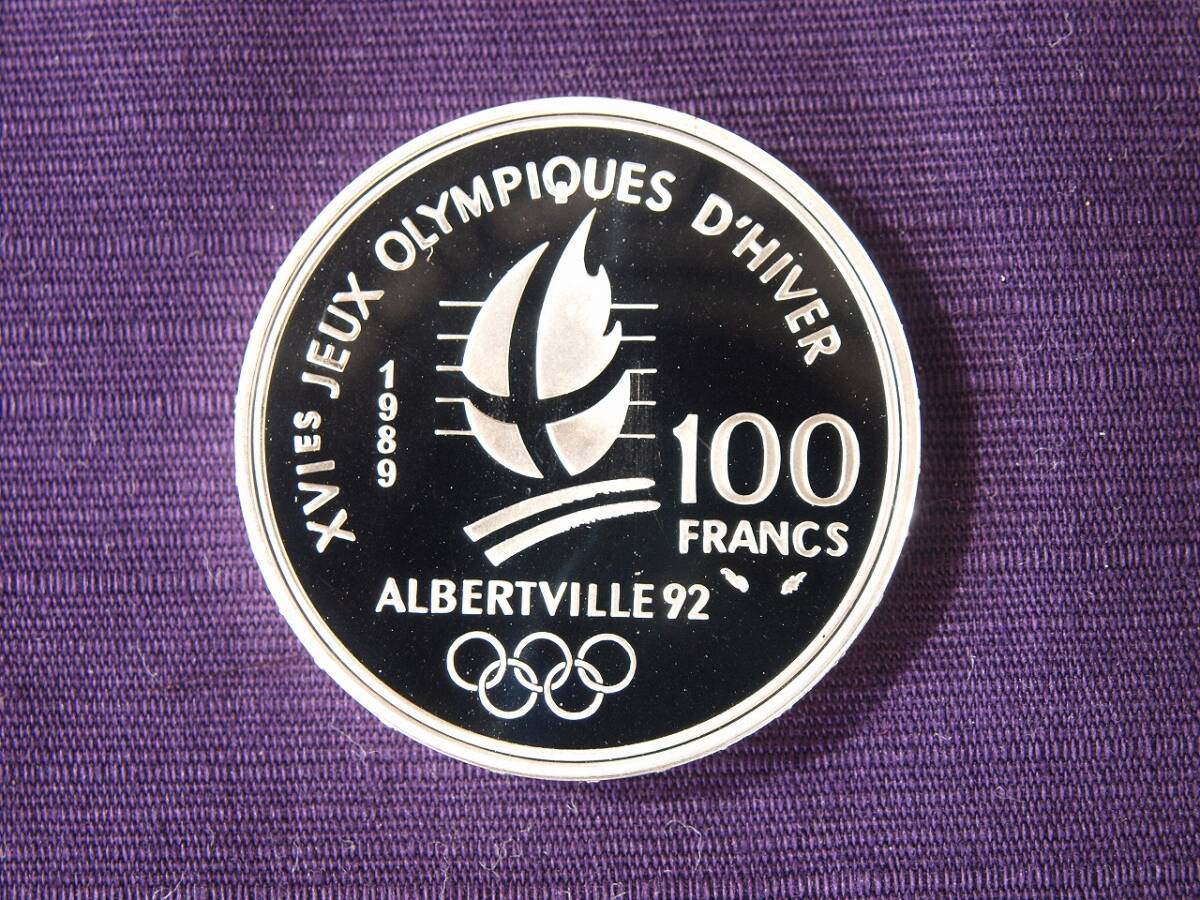 XVIES JEUX OLYMPIQUES D'HIVER
1989
100
FRANCS
ALBERTVILLE 92